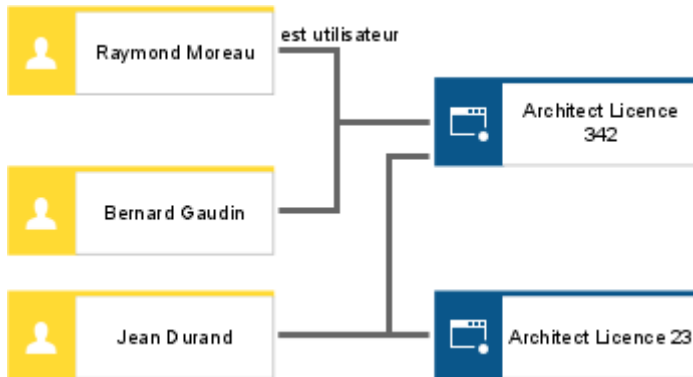 Raymond Moreau
est utilisateur
Architect Licence
342
Bernard Gaudin
Jean Durand
Architect Licence 23